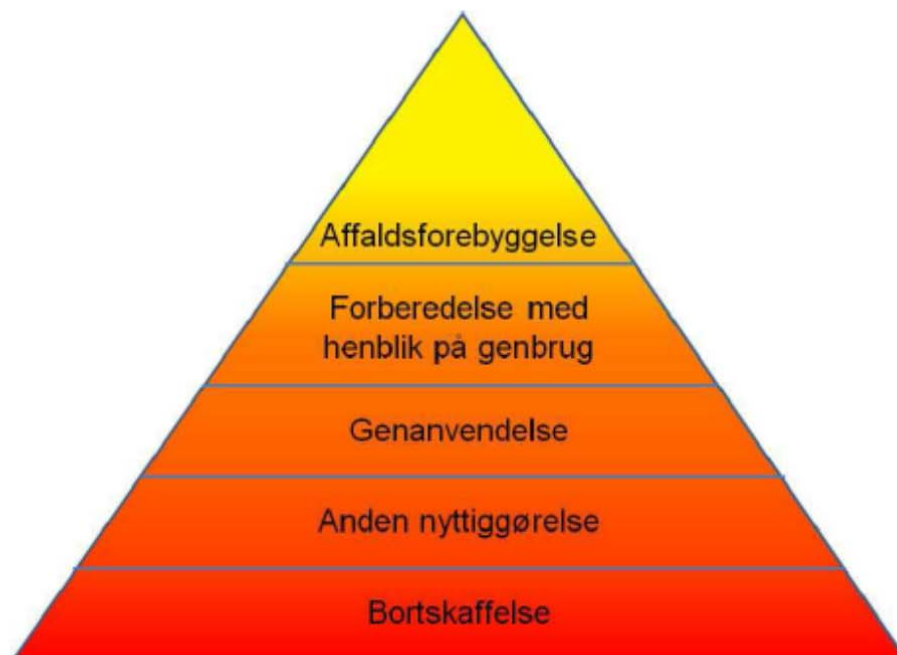 Affaldsforebyggelse
Forberedelse med
henblik på genbrug
Genanvendelse
Anden nyttiggørelse
Bortskaffelse